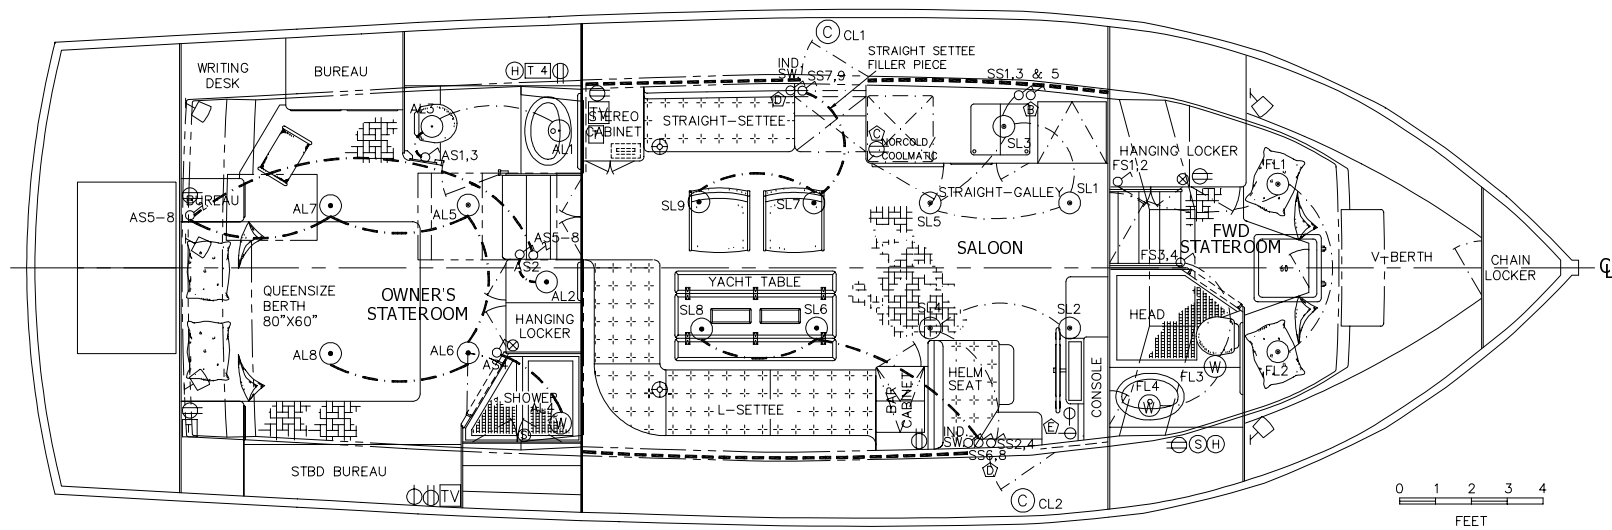 C CL1
STRAIGHT SETTEE
FILLER PIECE
WRITING
DESK
BUREAU
H T 4
IND.
SW.
SS7,9
SS1,3 & 5
AL3
TV
STEREO
CABINET
STRAIGHT-SETTEE
D
B
C
AL1
AS1,3
NORCOLD/
COOLMATIC
SL3
HANGING LOCKER
FS1,2
FL1
BUREAU
AS5-8
AL7
AL5
AS5-8
AS2
SL9
SL7
SL5
STRAIGHT-GALLEY
SL1
SALOON
FWD
STATEROOM
FS3,4
V-BERTH
CHAIN
LOCKER
CL
QUEENSIZE
BERTH
80"X60"
OWNER'S
STATEROOM
AL2
HANGING
LOCKER
YACHT TABLE
SL8
SL6
SL4
SL2
HEAD
AL8
AL6
AS4
SHOWER
AL4
W
S
L-SETTEE
BAR
CABINET
HELM
SEAT
CONSOLE
FL4
W
FL3
W
FL2
E
IND.
SW.
SS2,4
SS6,8
D
S H
STBD BUREAU
TV
C CL2
0 1 2 3 4
FEET